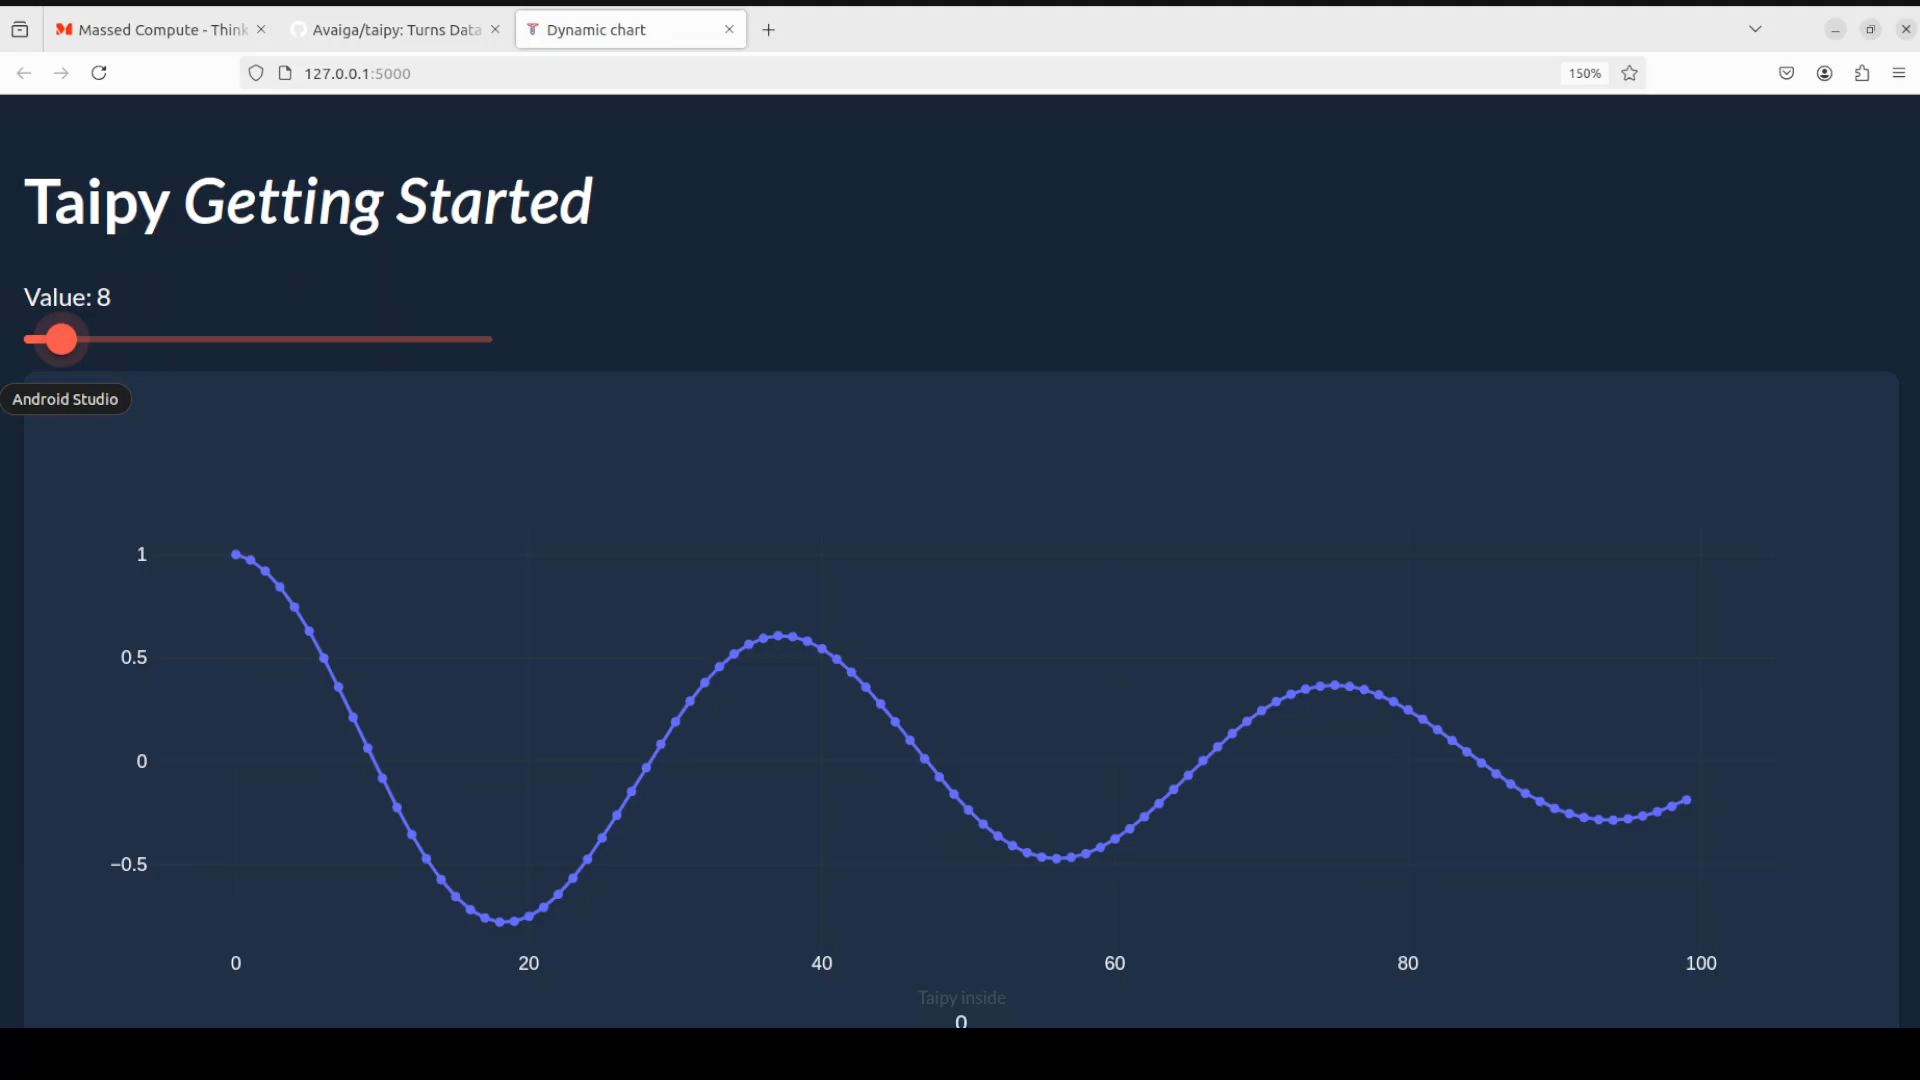 Massed Compute - Think
Avaiga/taipy: Turns Data
Dynamic chart
127.0.0.1:5000
150%
Taipy Getting Started
Value: 8
Android Studio
1
0.5
0
−0.5
0
20
40
60
80
100
Taipy inside
0